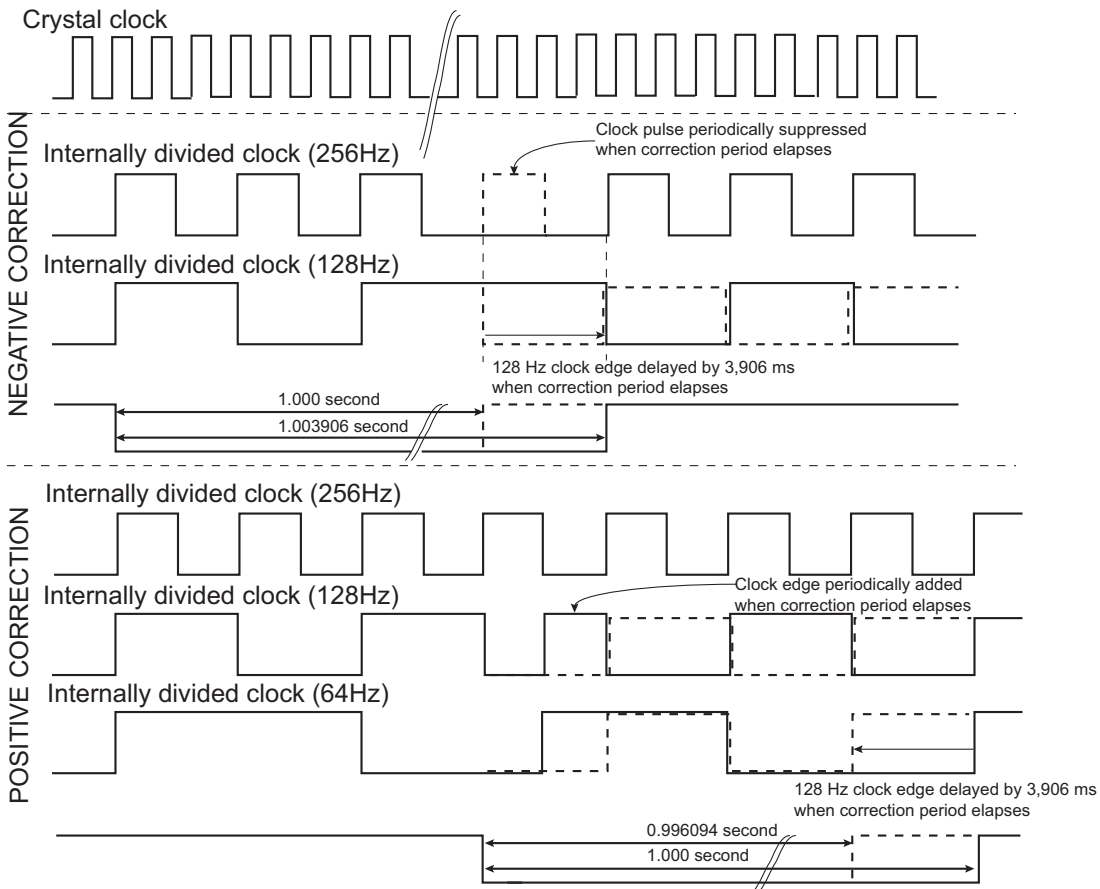 Crystal clock
NEGATIVE CORRECTION
Clock pulse periodically suppressed
when correction period elapses
Internally divided clock (256Hz)
Internally divided clock (128Hz)
128 Hz clock edge delayed by 3,906 ms
when correction period elapses
1.000 second
1.003906 second
POSITIVE CORRECTION
Internally divided clock (256Hz)
Internally divided clock (128Hz)
Clock edge periodically added
when correction period elapses
Internally divided clock (64Hz)
128 Hz clock edge delayed by 3,906 ms
when correction period elapses
0.996094 second
1.000 second